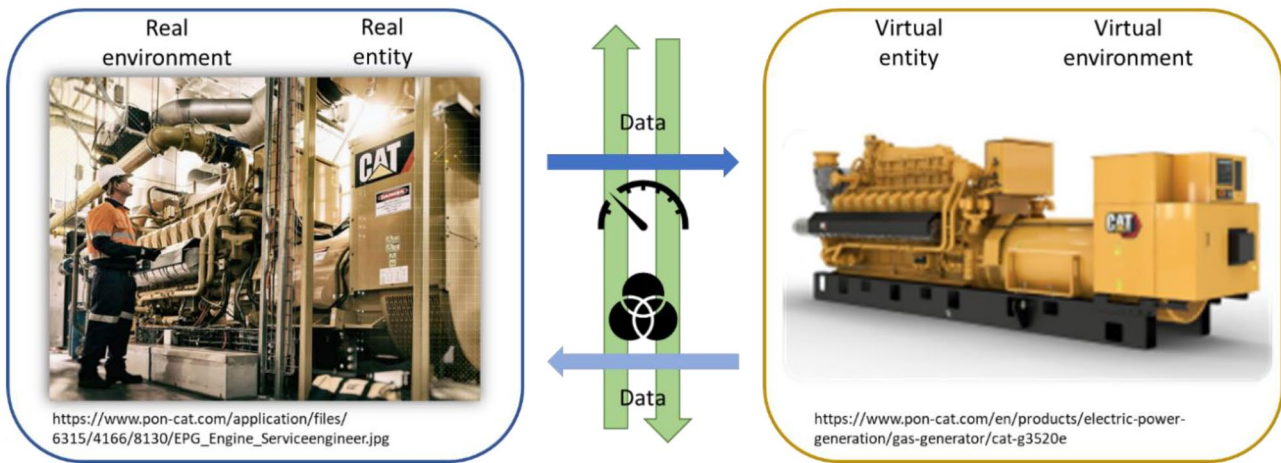 Real
environment
Real
entity
CAT
DANGER
https://www.pon-cat.com/application/files/
6315/4166/8130/EPG_Engine_Serviceengineer.jpg
Data
Data
Virtual
entity
Virtual
environment
CAT
https://www.pon-cat.com/en/products/electric-power-
generation/gas-generator/cat-g3520e